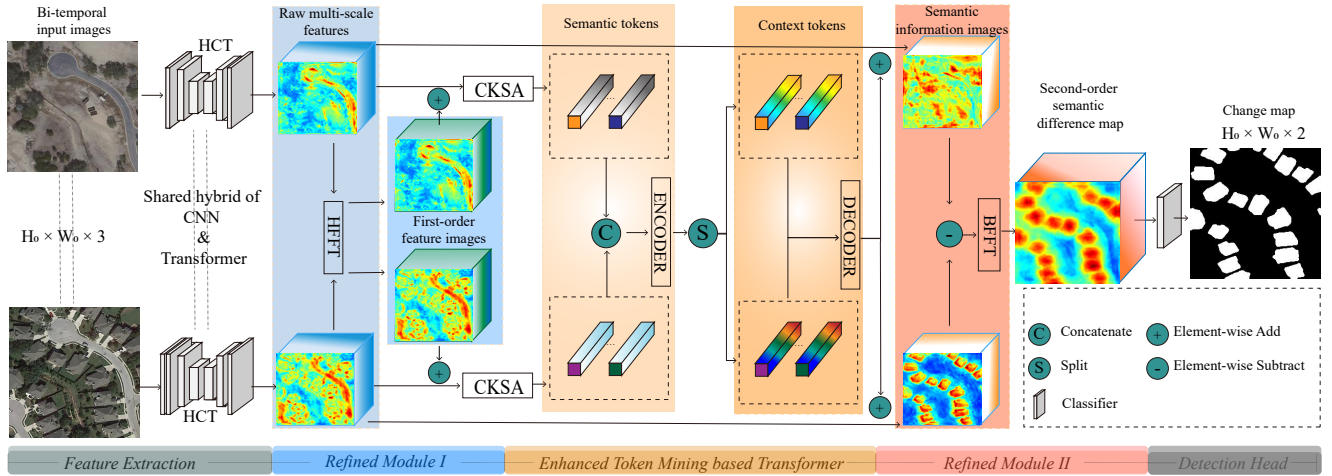 Bi-temporal
input images
HCT
Raw multi-scale
features
Semantic tokens
Context tokens
Semantic
information images
CKSA
...
...
...
...
Second-order
semantic
difference map
Change map
H₀ × W₀ × 2
H₀ × W₀ × 3
Shared hybrid of
CNN
&
Transformer
HFFT
First-order
feature images
C
ENCODER
S
DECODER
BFFT
CKSA
HCT
C Concatenate
Element-wise Add
S Split
Element-wise Subtract
Classifier
Feature Extraction
Refined Module I
Enhanced Token Mining based Transformer
Refined Module II
Detection Head